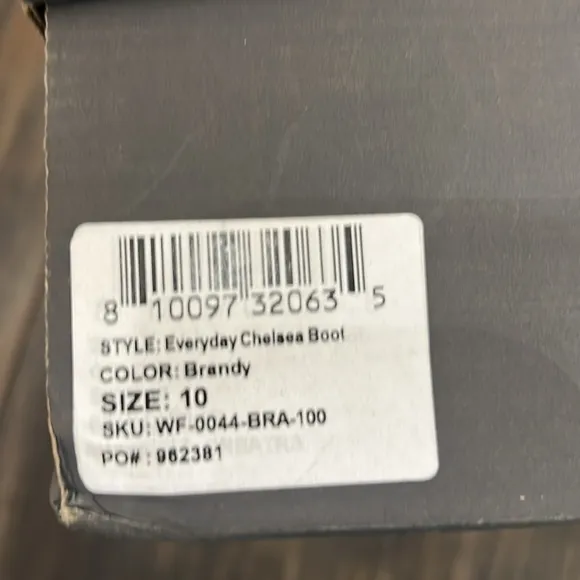 8 10097 32063 5
STYLE: Everyday Chelsea Boot
COLOR: Brandy
SIZE: 10
SKU: WF-0044-BRA-100
PO#: 962381